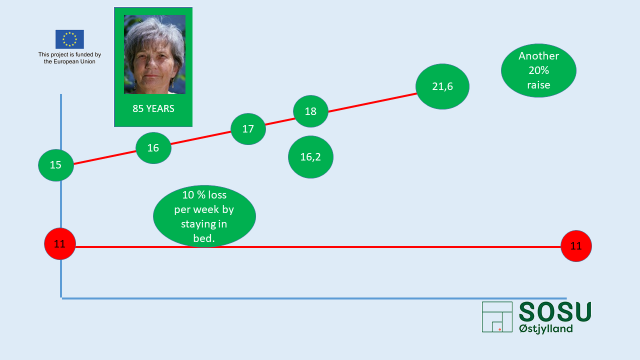 This project is funded by
the European Union
85 YEARS
Another
20%
raise
21,6
18
17
16
16,2
15
10 % loss
per week by
staying in
bed.
11
11
SOSU
Østjylland